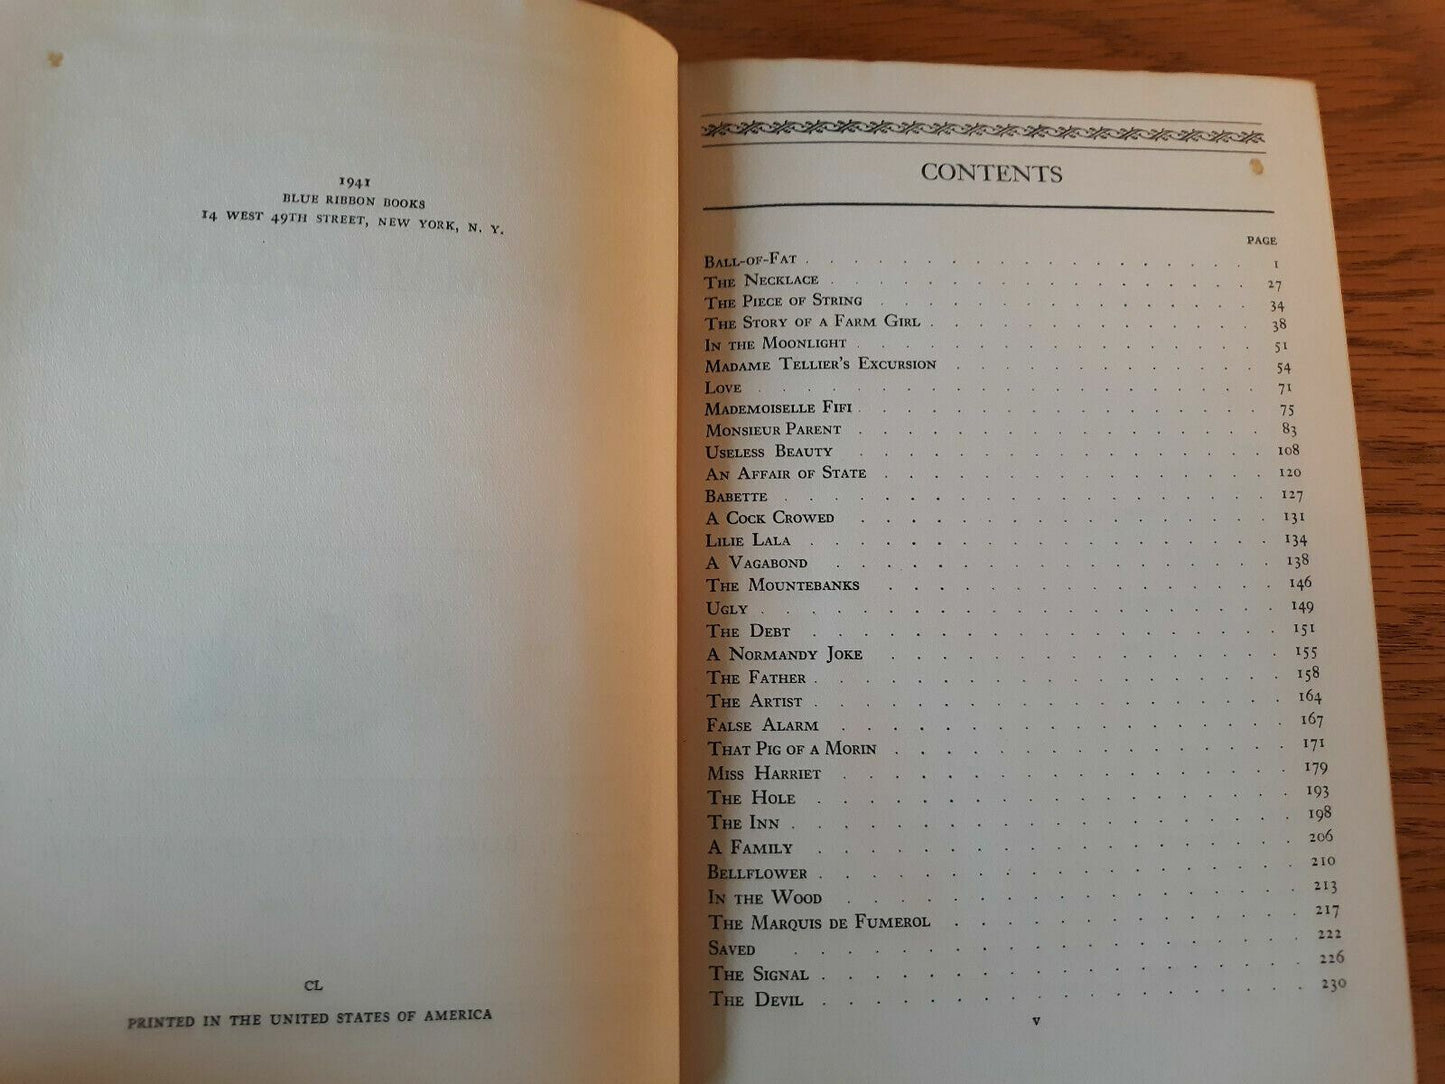 1941
BLUE RIBBON BOOKS
14 WEST 49TH STREET, NEW YORK, N. Y.
CL
PRINTED IN THE UNITED STATES OF AMERICA
CONTENTS
PAGE
BALL-OF-FAT 1
THE NECKLACE 27
THE PIECE OF STRING 34
THE STORY OF A FARM GIRL 38
IN THE MOONLIGHT 51
MADAME TELLIER'S EXCURSION 54
LOVE 71
MADEMOISELLE FIFI 75
MONSIEUR PARENT 83
USELESS BEAUTY 108
AN AFFAIR OF STATE 120
BABETTE 127
A COCK CROWED 131
LILIE LALA 134
A VAGABOND 138
THE MOUNTEBANKS 146
UGLY 149
THE DEBT 151
A NORMANDY JOKE 155
THE FATHER 158
THE ARTIST 164
FALSE ALARM 167
THAT PIG OF A MORIN 171
MISS HARRIET 179
THE HOLE 193
THE INN 198
A FAMILY 206
BELLFLOWER 210
IN THE WOOD 213
THE MARQUIS DE FUMEROL 217
SAVED 222
THE SIGNAL 226
THE DEVIL 230
v